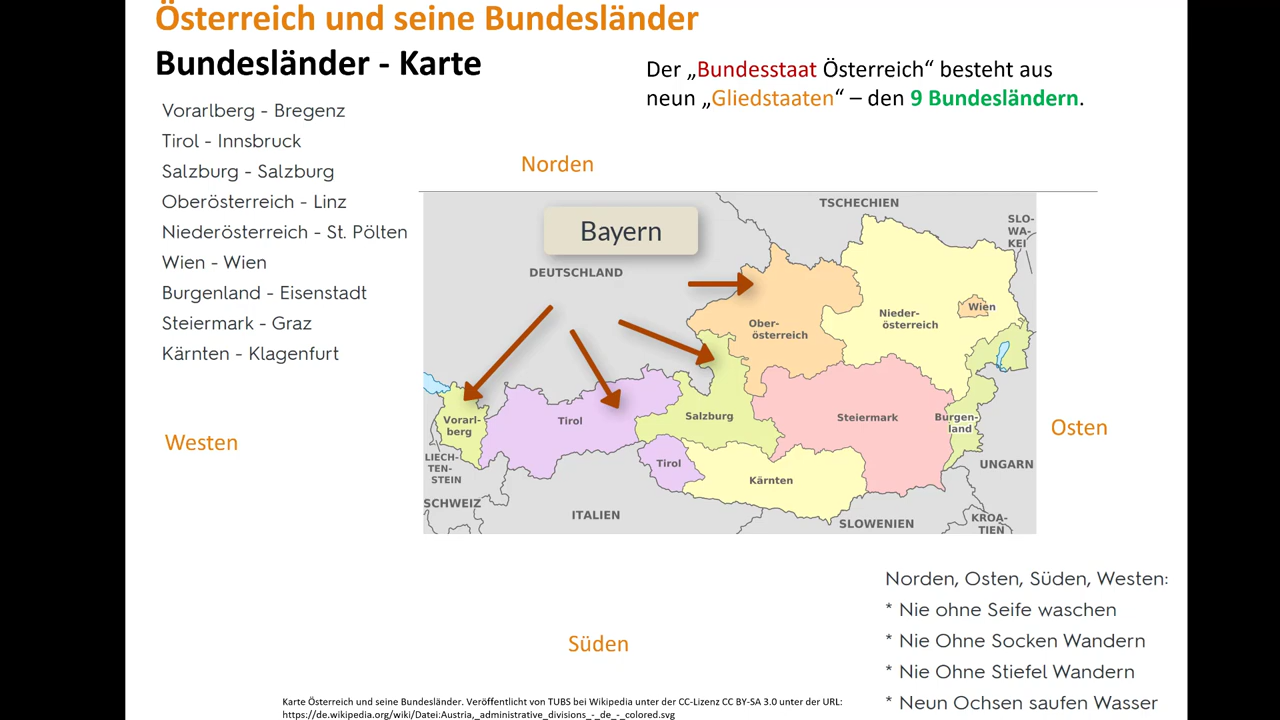 Österreich und seine Bundesländer
Bundesländer - Karte
Der „Bundesstaat Österreich“ besteht aus
neun „Gliedstaaten“ – den 9 Bundesländern.
Vorarlberg - Bregenz
Tirol - Innsbruck
Salzburg - Salzburg
Oberösterreich - Linz
Niederösterreich - St. Pölten
Wien - Wien
Burgenland - Eisenstadt
Steiermark - Graz
Kärnten - Klagenfurt
Norden
Bayern
DEUTSCHLAND
TSCHECHIEN
SLO-
WA-
KEI
Ober-
österreich
Nieder-
österreich
Wien
Vorarl-
berg
Tirol
Salzburg
Steiermark
Burgen-
land
Tirol
Kärnten
LIECH-
TEN-
STEIN
SCHWEIZ
ITALIEN
SLOWENIEN
KROA-
TIEN
UNGARN
Westen
Osten
Süden
Norden, Osten, Süden, Westen:
* Nie ohne Seife waschen
* Nie Ohne Socken Wandern
* Nie Ohne Stiefel Wandern
* Neun Ochsen saufen Wasser
Karte Österreich und seine Bundesländer. Veröffentlicht von TUBS bei Wikipedia unter der CC-Lizenz CC BY-SA 3.0 unter der URL:
https://de.wikipedia.org/wiki/Datei:Austria,_administrative_divisions_-_de_-_colored.svg